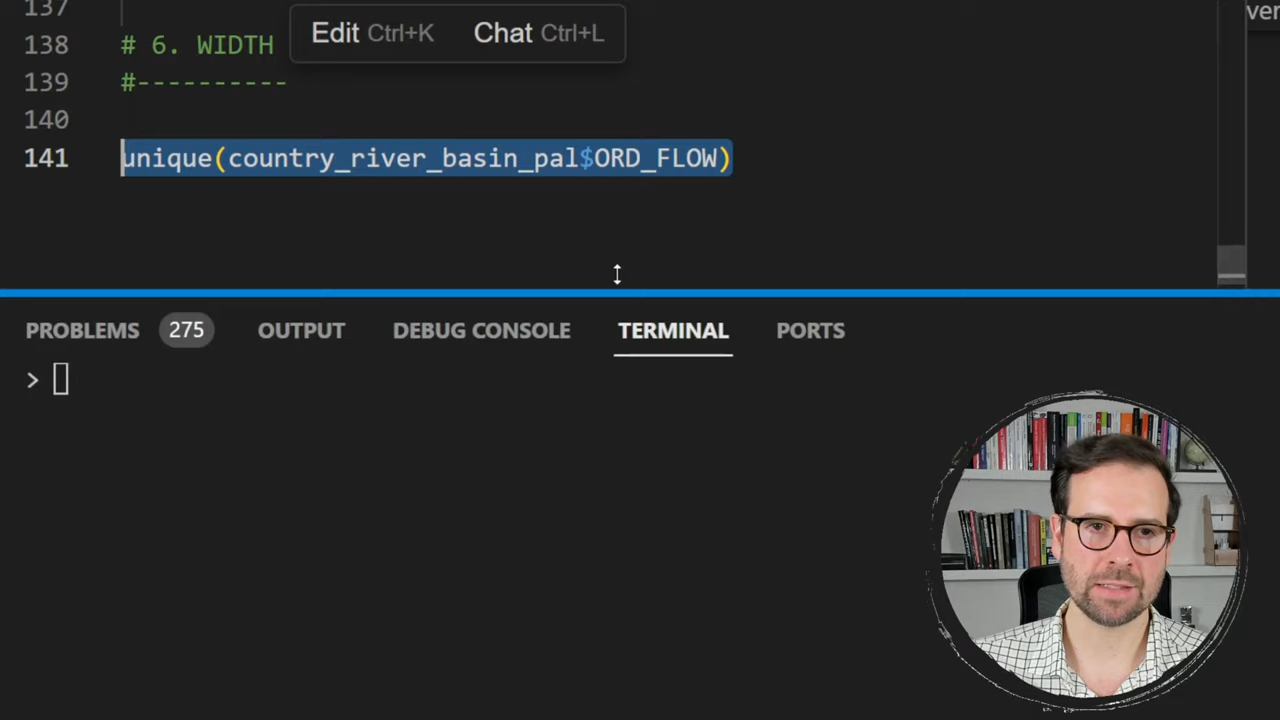 137
ver
138 # 6. WIDTH
Edit Ctrl+K Chat Ctrl+L
139 #----------
140
141 unique(country_river_basin_pal$ORD_FLOW)
PROBLEMS 275 OUTPUT DEBUG CONSOLE TERMINAL PORTS
>